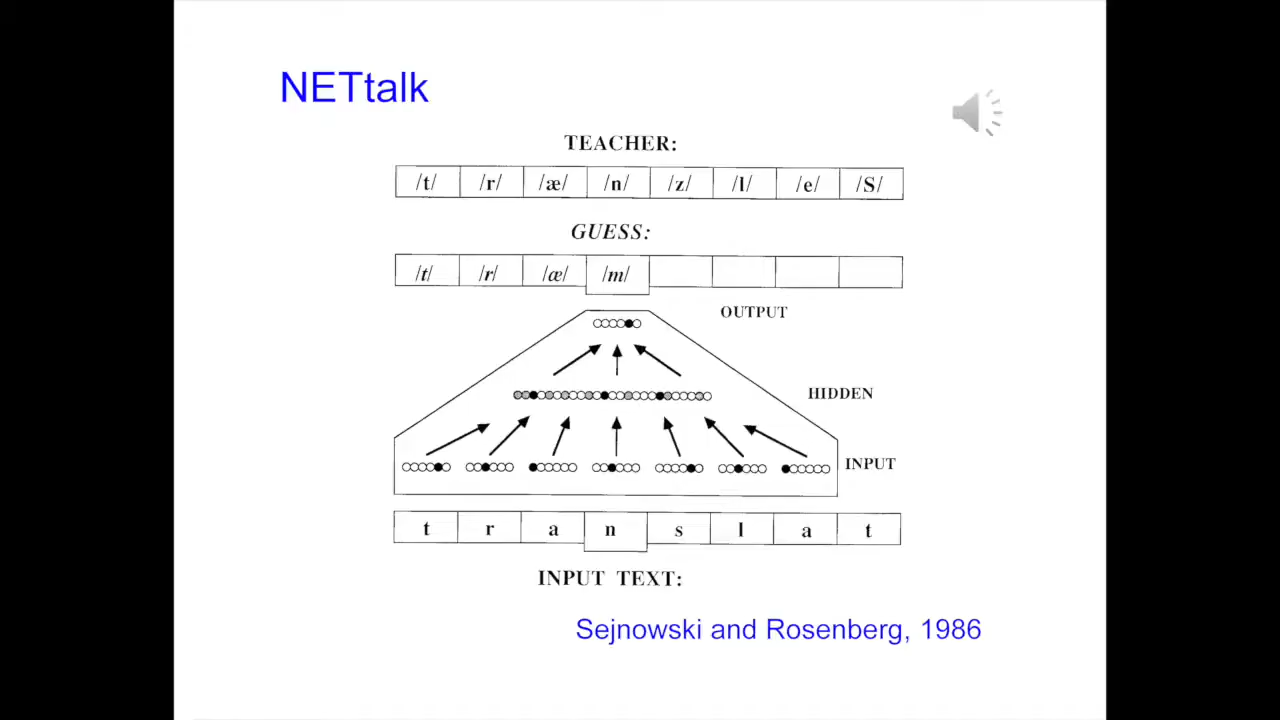 NETtalk
TEACHER:
/t/ /r/ /æ/ /n/ /z/ /l/ /e/ /S/
GUESS:
/t/ /r/ /æ/ /m/
OUTPUT
HIDDEN
INPUT
t r a n s l a t
INPUT TEXT:
Sejnowski and Rosenberg, 1986